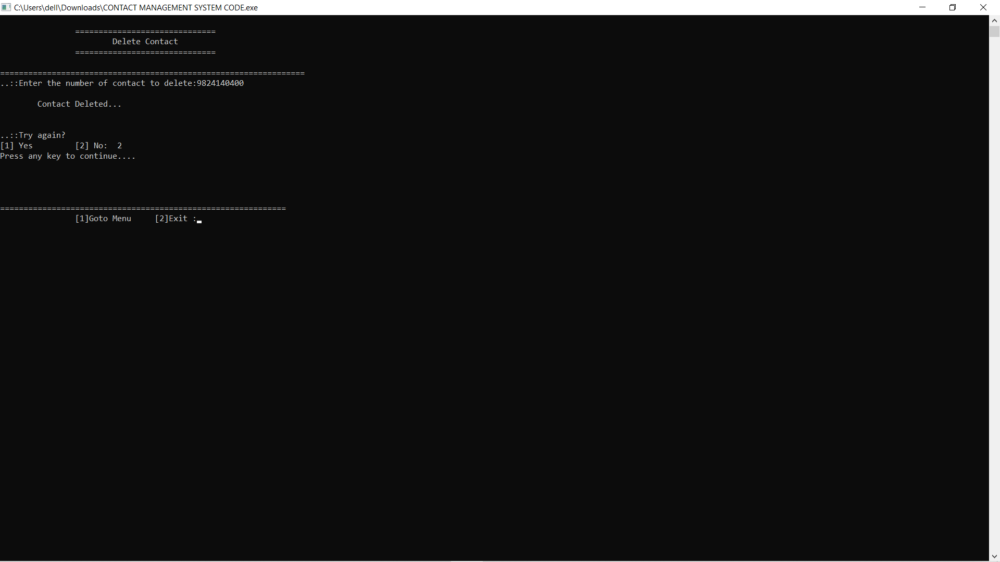 C:\Users\dell\Downloads\CONTACT MANAGEMENT SYSTEM CODE.exe
==============================
Delete Contact
==============================
=================================================================
..::Enter the number of contact to delete:9824140400
Contact Deleted...
..::Try again?
[1] Yes         [2] No:  2
Press any key to continue....
=============================================================
[1]Goto Menu     [2]Exit :